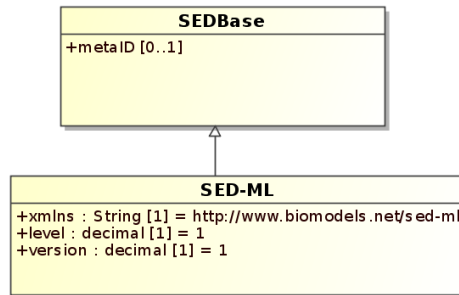 SEDBase
+metaID [0..1]
SED-ML
+xmlns : String [1] = http://www.biomodels.net/sed-ml
+level : decimal [1] = 1
+version : decimal [1] = 1